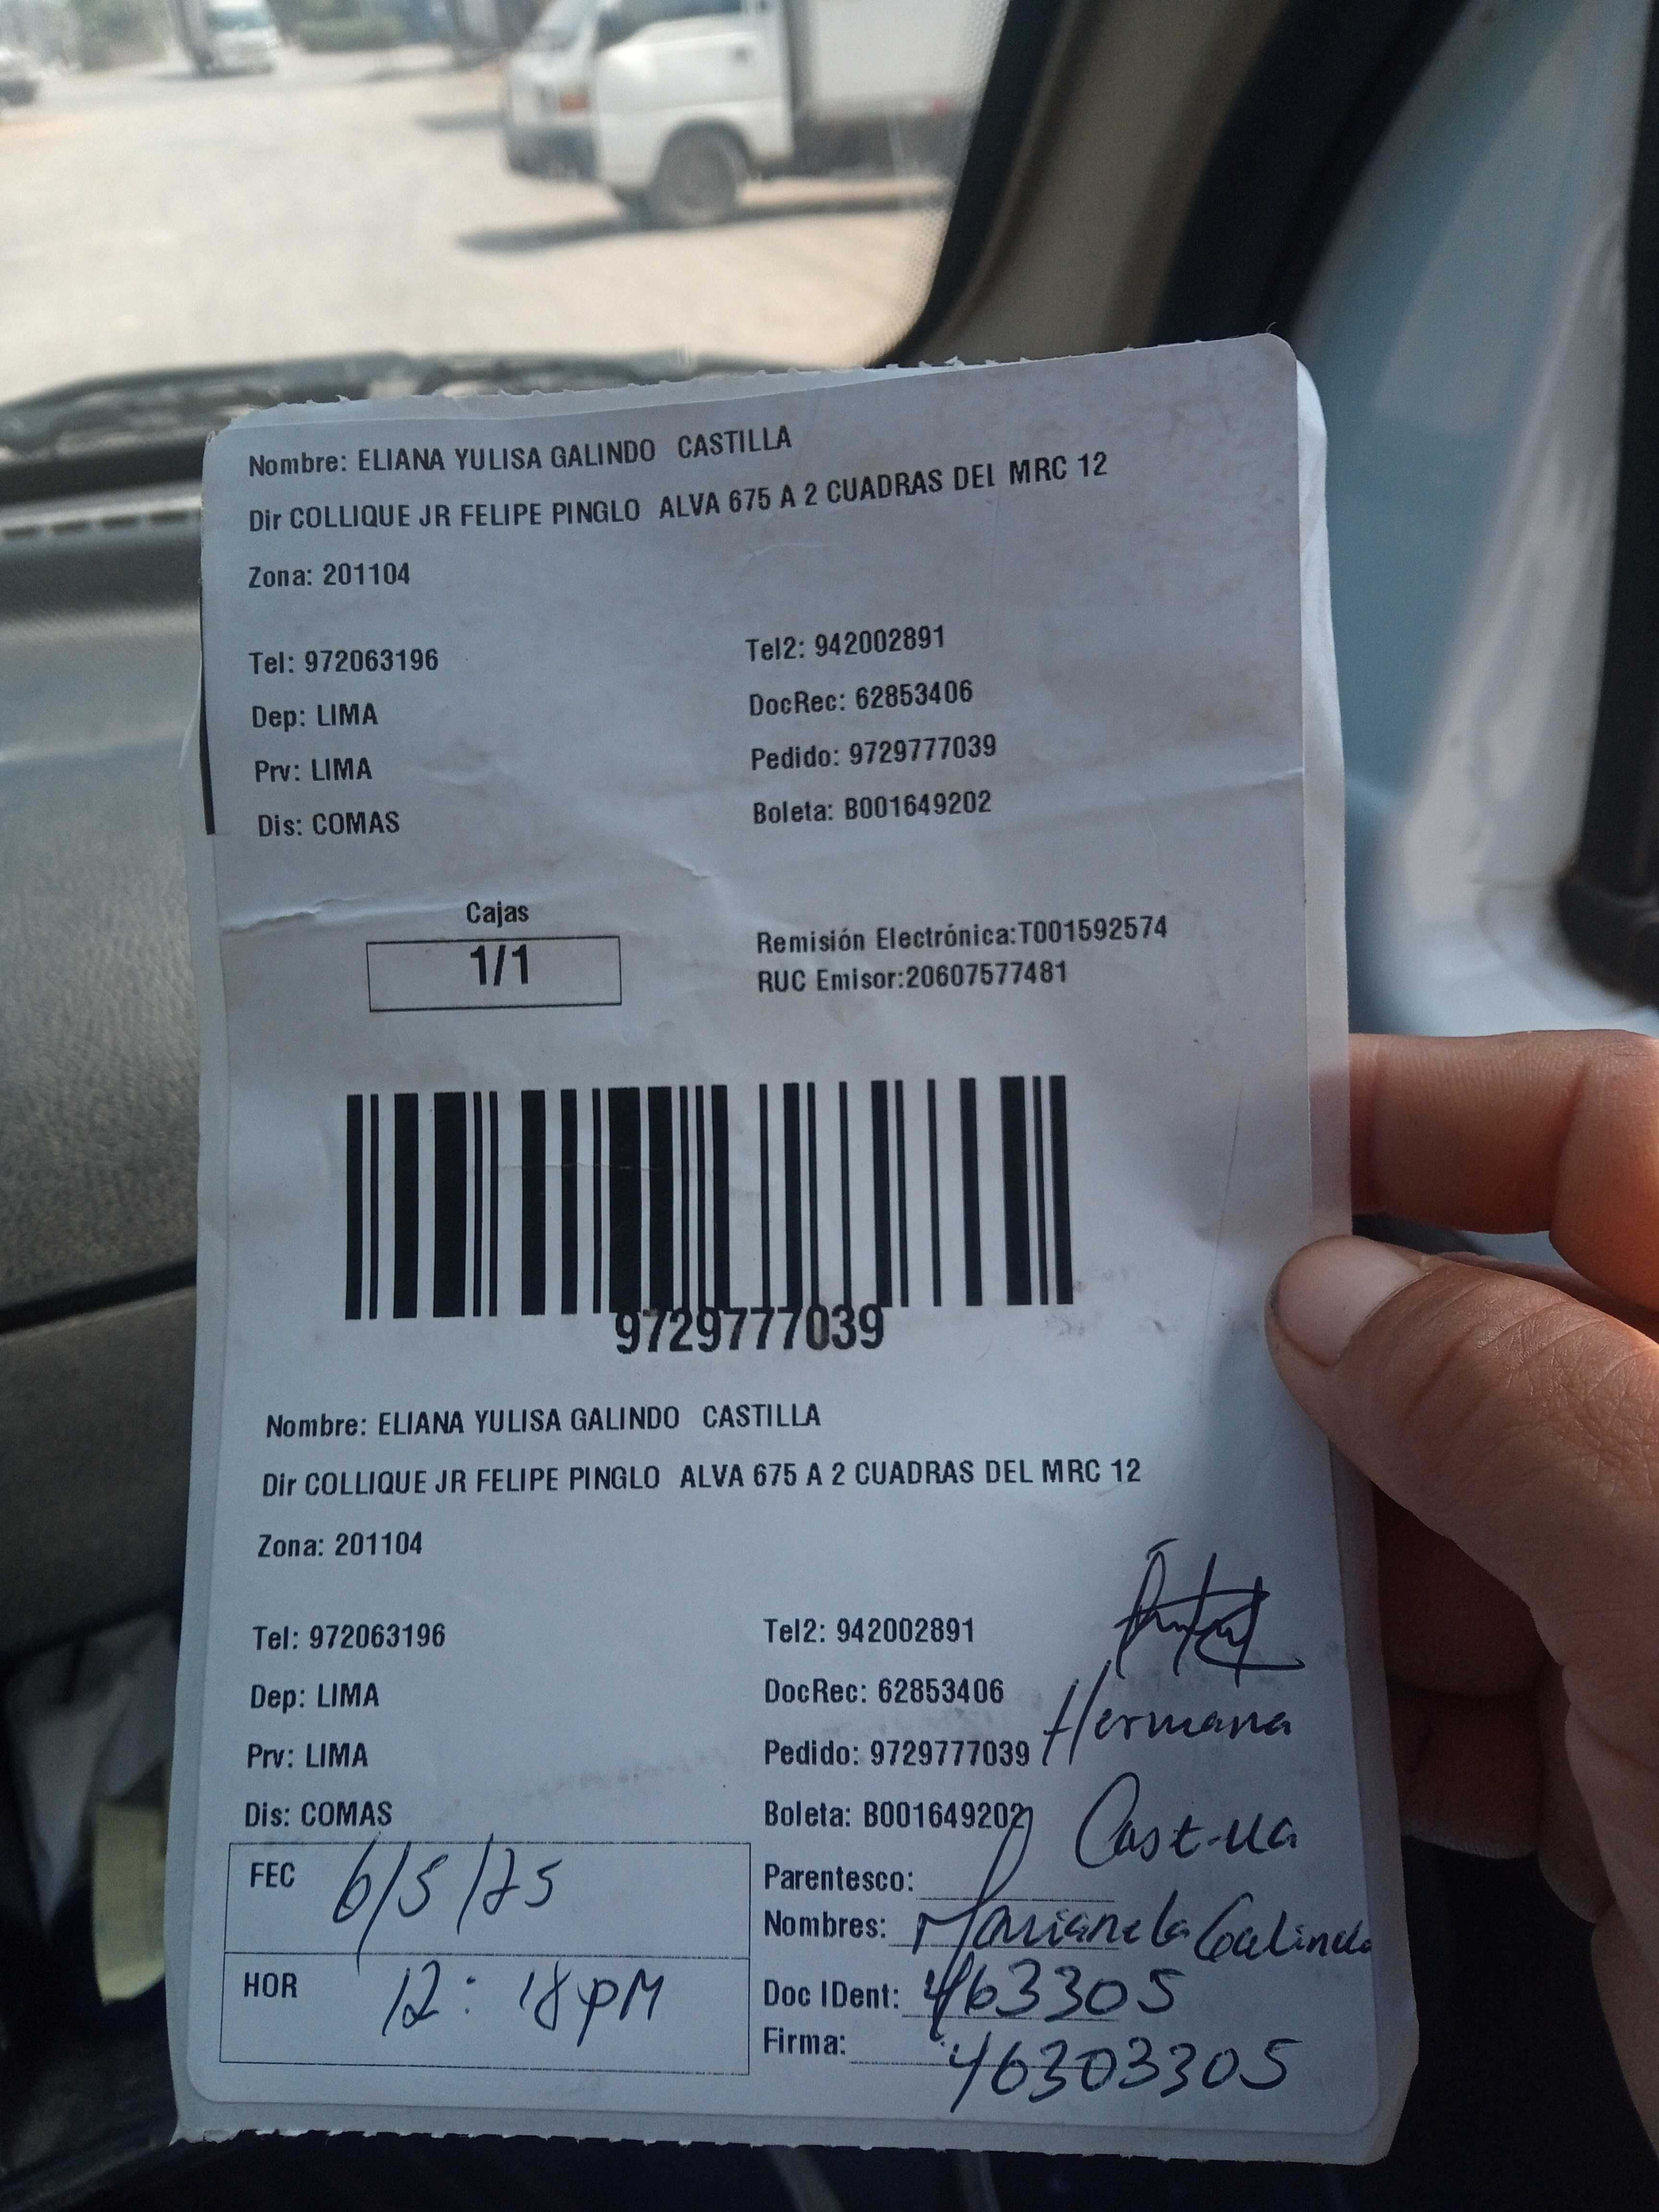 Nombre: ELIANA YULISA GALINDO CASTILLA
Dir COLLIQUE JR FELIPE PINGLO ALVA 675 A 2 CUADRAS DEL MRC 12
Zona: 201104
Tel: 972063196 Tel2: 942002891
Dep: LIMA DocRec: 62853406
Prv: LIMA Pedido: 9729777039
Dis: COMAS Boleta: B001649202
Cajas
1/1
Remisión Electrónica:T001592574
RUC Emisor:20607577481
9729777039
Nombre: ELIANA YULISA GALINDO CASTILLA
Dir COLLIQUE JR FELIPE PINGLO ALVA 675 A 2 CUADRAS DEL MRC 12
Zona: 201104
Tel: 972063196 Tel2: 942002891
Dep: LIMA DocRec: 62853406
Hermana
Prv: LIMA Pedido: 9729777039
Dis: COMAS Boleta: B001649202
Castilla
FEC 6/5/25
Parentesco:
Nombres: Marianela Galindo
HOR 12:18 PM
Doc IDent: 463305
Firma: 46303305